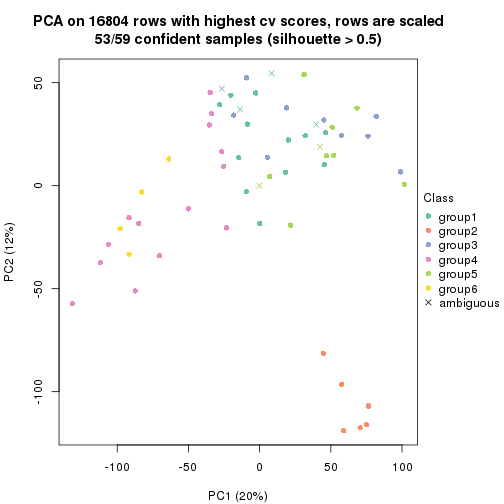 PCA on 16804 rows with highest cv scores, rows are scaled
53/59 confident samples (silhouette > 0.5)
50
0
-50
-100
PC2 (12%)
-100
-50
0
50
100
PC1 (20%)
Class
group1
group2
group3
group4
group5
group6
ambiguous